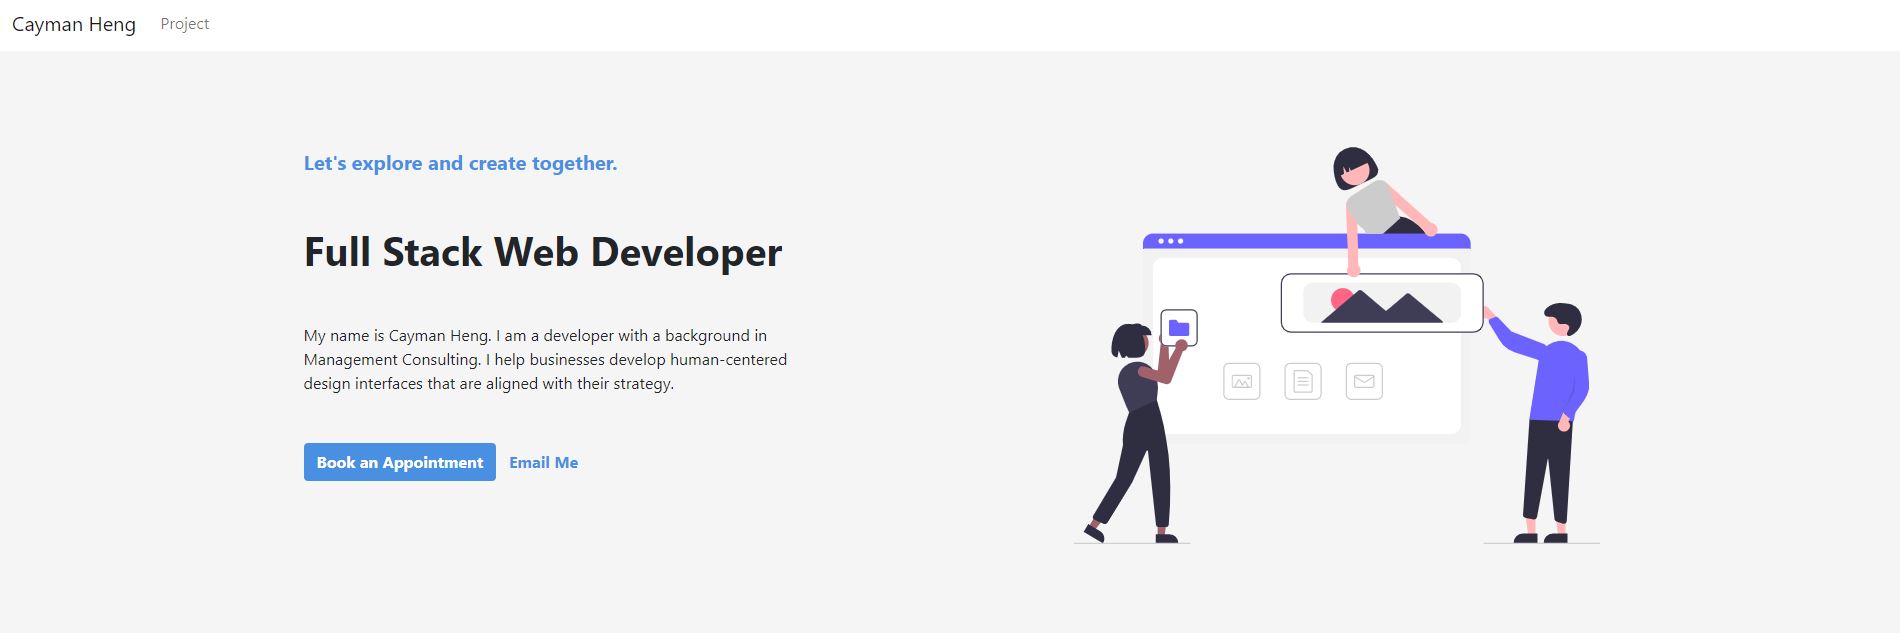 Cayman Heng Project
Let's explore and create together.
Full Stack Web Developer
My name is Cayman Heng. I am a developer with a background in
Management Consulting. I help businesses develop human-centered
design interfaces that are aligned with their strategy.
Book an Appointment Email Me